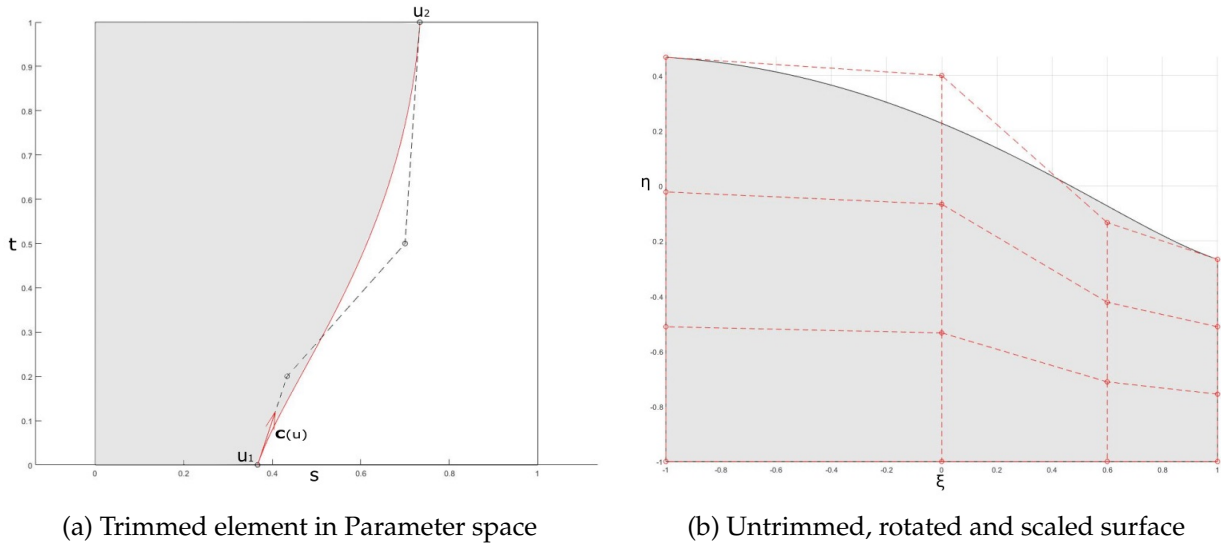 u₂
1
0.9
0.8
0.7
0.6
0.5
t
0.4
0.3
0.2
0.1
C(u)
u₁
0
0 0.2 0.4 0.6 0.8 1
s
0.4
0.2
η
0
0.2
-0.4
-0.6
-0.8
-1
-1 -0.8 -0.6 -0.4 -0.2 0 0.2 0.4 0.6 0.8 1
ξ
(a) Trimmed element in Parameter space
(b) Untrimmed, rotated and scaled surface